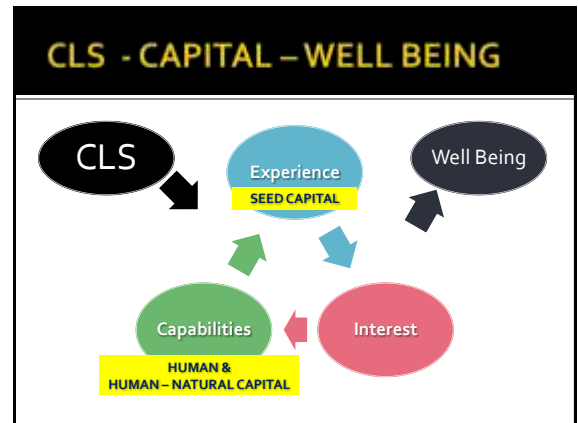 CLS - CAPITAL – WELL BEING
CLS
Experience
SEED CAPITAL
Well Being
Capabilities
HUMAN &
HUMAN – NATURAL CAPITAL
Interest